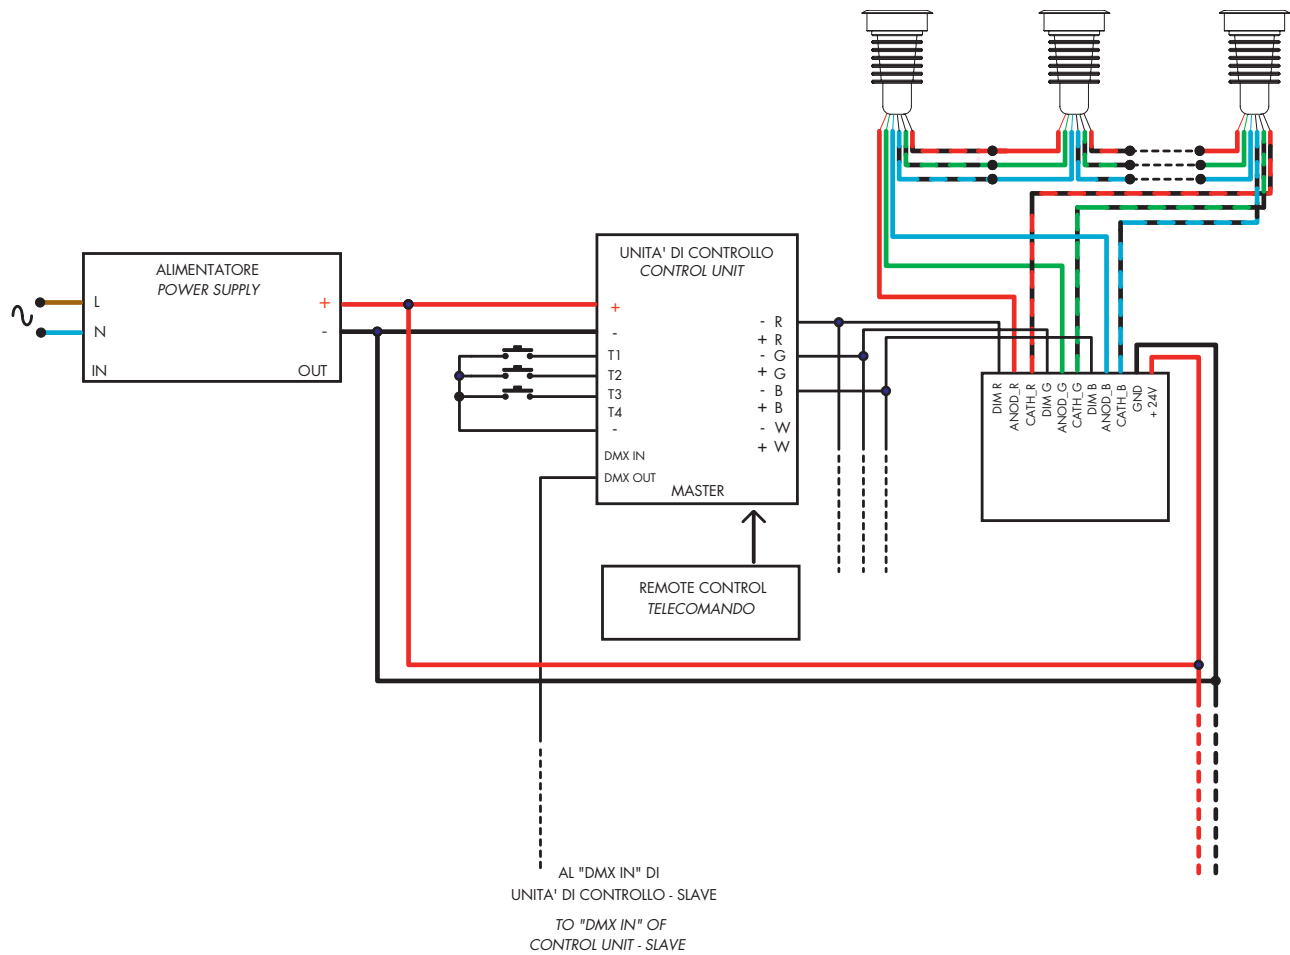 ALIMENTATORE
POWER SUPPLY
L
+
N
-
IN
OUT
UNITA' DI CONTROLLO
CONTROL UNIT
+
-
T1
T2
T3
T4
-
DMX IN
DMX OUT
- R
+ R
- G
+ G
- B
+ B
- W
+ W
MASTER
REMOTE CONTROL
TELECOMANDO
DIM R
ANOD_R
CATH_R
DIM G
ANOD_G
CATH_G
DIM B
ANOD_B
CATH_B
GND
+ 24V
AL "DMX IN" DI
UNITA' DI CONTROLLO - SLAVE
TO "DMX IN" OF
CONTROL UNIT - SLAVE